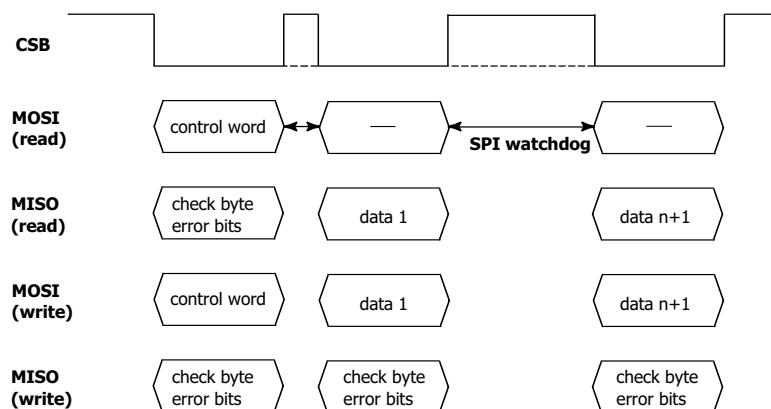 CSB
MOSI
(read)
control word
—
SPI watchdog
—
MISO
(read)
check byte
error bits
data 1
data n+1
MOSI
(write)
control word
data 1
data n+1
MISO
(write)
check byte
error bits
check byte
error bits
check byte
error bits